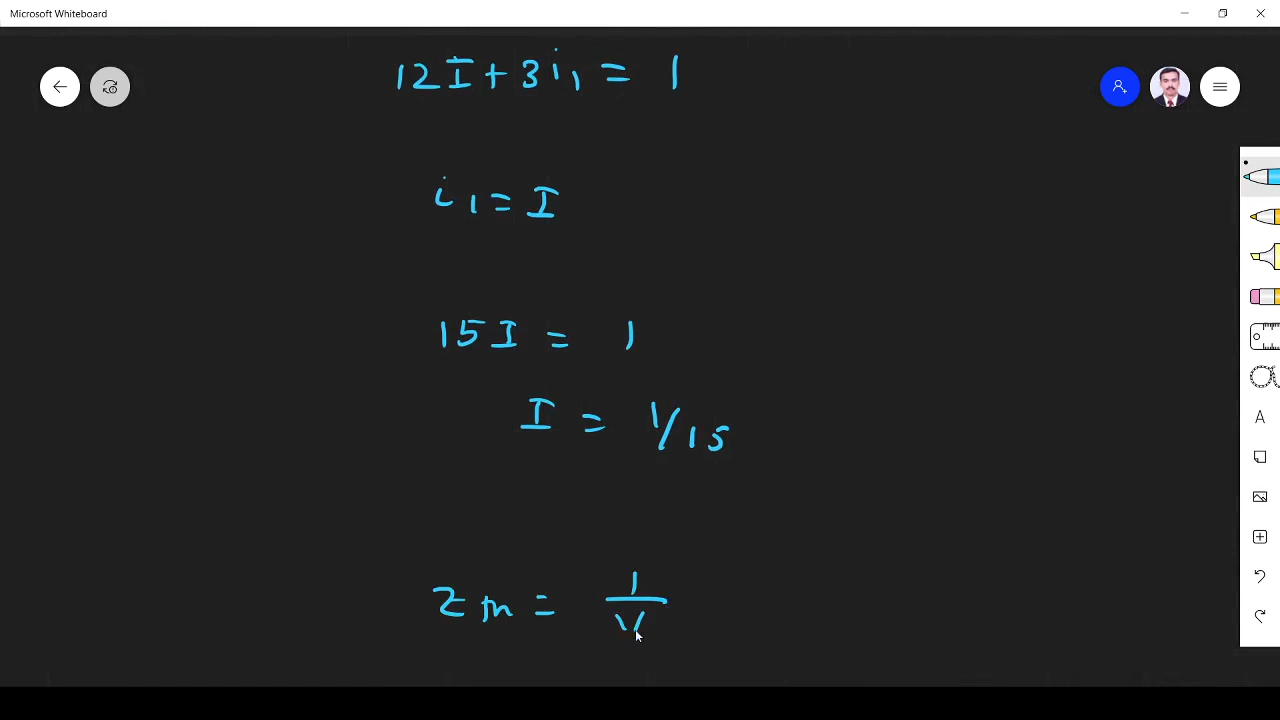 Microsoft Whiteboard
12I + 3i1 = 1
i1 = I
15I = 1
I = 1/15
Zm = 1
A